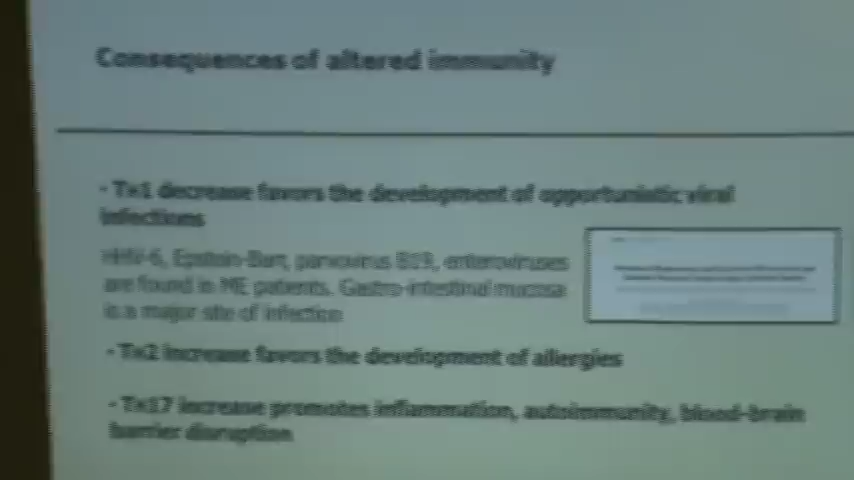 Consequences of altered immunity
· TH1 decrease favors the development of opportunistic viral
infections
HHV-6, Epstein-Barr, parvovirus B19, enteroviruses
are found in ME patients. Gastro-intestinal mucosa
is a major site of infection
· TH2 increase favors the development of allergies
· TH17 increase promotes inflammation, autoimmunity, blood-brain
barrier disruption